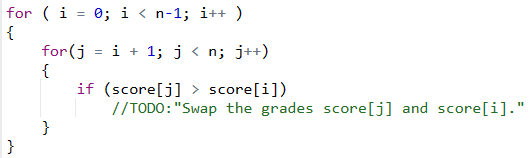 for ( i = 0; i < n-1; i++ )
{
    for(j = i + 1; j < n; j++)
    {
        if (score[j] > score[i])
            //TODO:"Swap the grades score[j] and score[i]."
    }
}